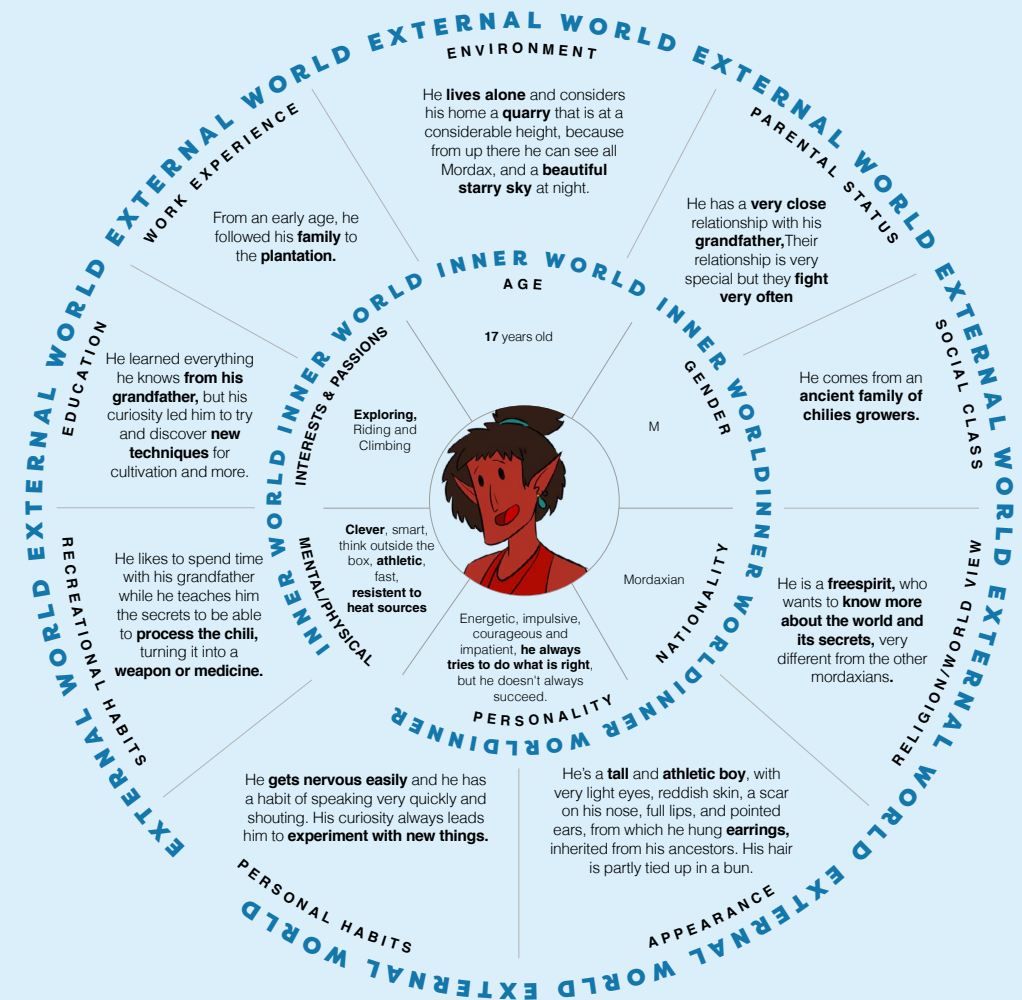 EXTERNAL WORLD EXTERNAL WORLD EXTERNAL WORLD EXTERNAL WORLD EXTERNAL WORLD EXTERNAL WORLD EXTERNAL WORLD EXTERNAL WORLD EXTERNAL WORLD
ENVIRONMENT
He lives alone and considers
his home a quarry that is at a
considerable height, because
from up there he can see all
Mordax, and a beautiful
starry sky at night.
PARENTAL STATUS
He has a very close
relationship with his
grandfather,Their
relationship is very
special but they fight
very often
SOCIAL CLASS
He comes from an
ancient family of
chilies growers.
RELIGION/WORLD VIEW
He is a freespirit, who
wants to know more
about the world and
its secrets, very
different from the other
mordaxians.
APPEARANCE
He’s a tall and athletic boy, with
very light eyes, reddish skin, a scar
on his nose, full lips, and pointed
ears, from which he hung earrings,
inherited from his ancestors. His hair
is partly tied up in a bun.
PERSONAL HABITS
He gets nervous easily and he has
a habit of speaking very quickly and
shouting. His curiosity always leads
him to experiment with new things.
RECREATIONAL HABITS
He likes to spend time
with his grandfather
while he teaches him
the secrets to be able
to process the chili,
turning it into a
weapon or medicine.
EDUCATION
He learned everything
he knows from his
grandfather, but his
curiosity led him to try
and discover new
techniques for
cultivation and more.
WORK EXPERIENCE
From an early age, he
followed his family to
the plantation.
INNER WORLD INNER WORLD INNER WORLD INNER WORLDINNER WORLDINNER WORLDINNER
AGE
17 years old
GENDER
M
NATIONALITY
Mordaxian
PERSONALITY
Energetic, impulsive,
courageous and
impatient, he always
tries to do what is right,
but he doesn’t always
succeed.
MENTAL/PHYSICAL
Clever, smart,
think outside the
box, athletic,
fast,
resistent to
heat sources
INTERESTS & PASSIONS
Exploring,
Riding and
Climbing